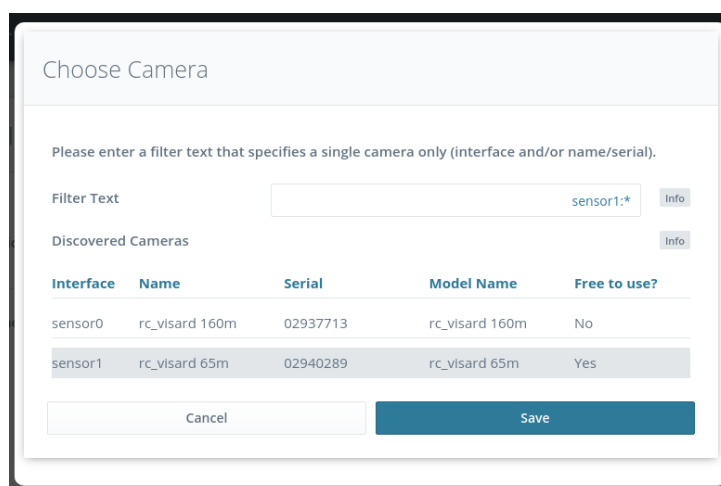 Choose Camera
Please enter a filter text that specifies a single camera only (interface and/or name/serial).
Filter Text sensor1:* Info
Discovered Cameras Info
Interface Name Serial Model Name Free to use?
sensor0 rc_visard 160m 02937713 rc_visard 160m No
sensor1 rc_visard 65m 02940289 rc_visard 65m Yes
Cancel Save